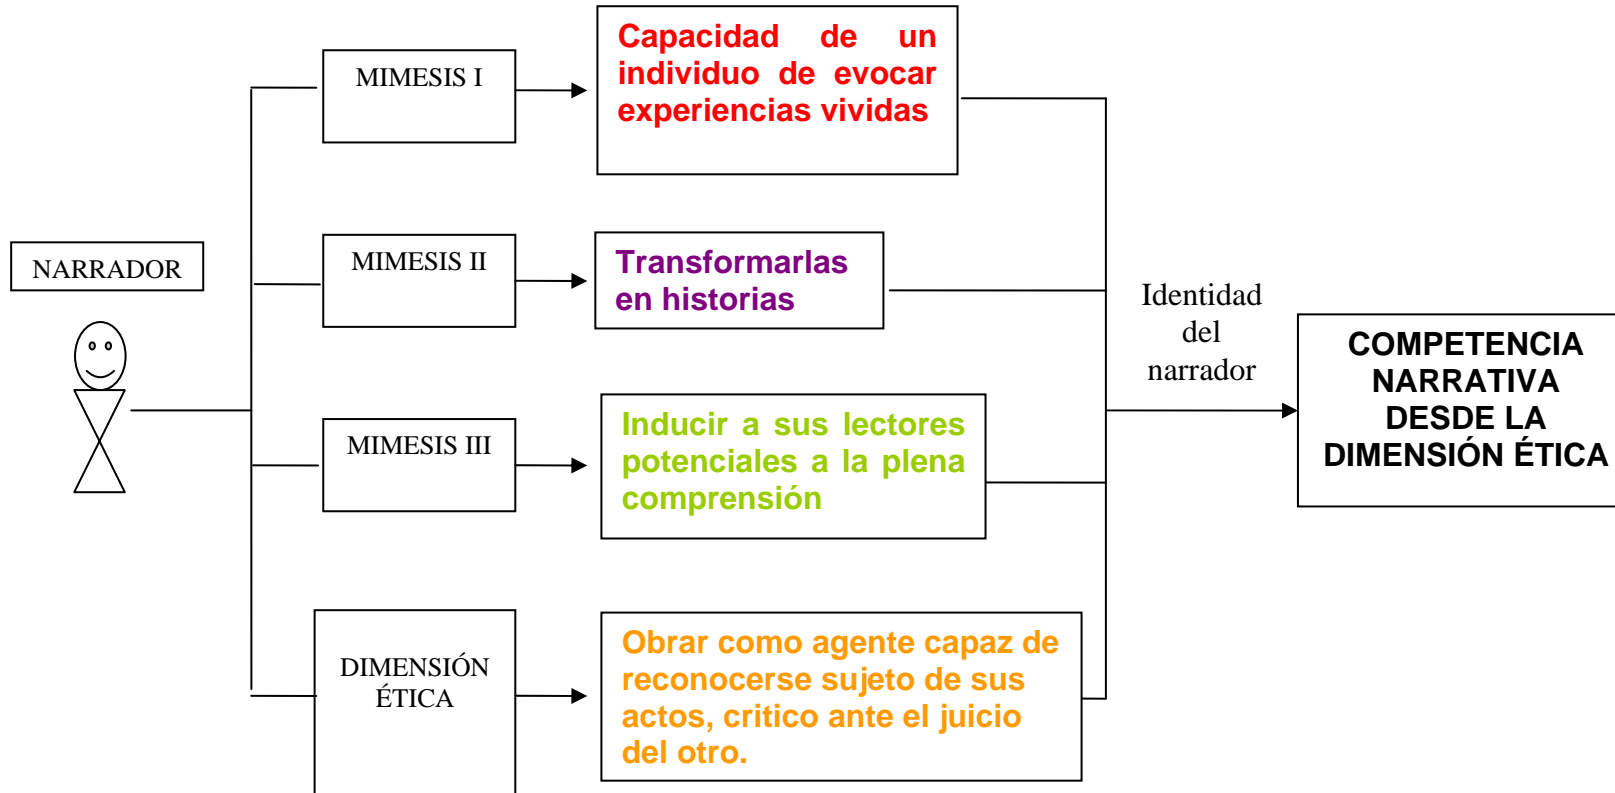 NARRADOR
MIMESIS I
Capacidad de un
individuo de evocar
experiencias vividas
MIMESIS II
Transformarlas
en historias
MIMESIS III
Inducir a sus lectores
potenciales a la plena
comprensión
DIMENSIÓN
ÉTICA
Obrar como agente capaz de
reconocerse sujeto de sus
actos, critico ante el juicio
del otro.
Identidad
del
narrador
COMPETENCIA
NARRATIVA
DESDE LA
DIMENSIÓN ÉTICA